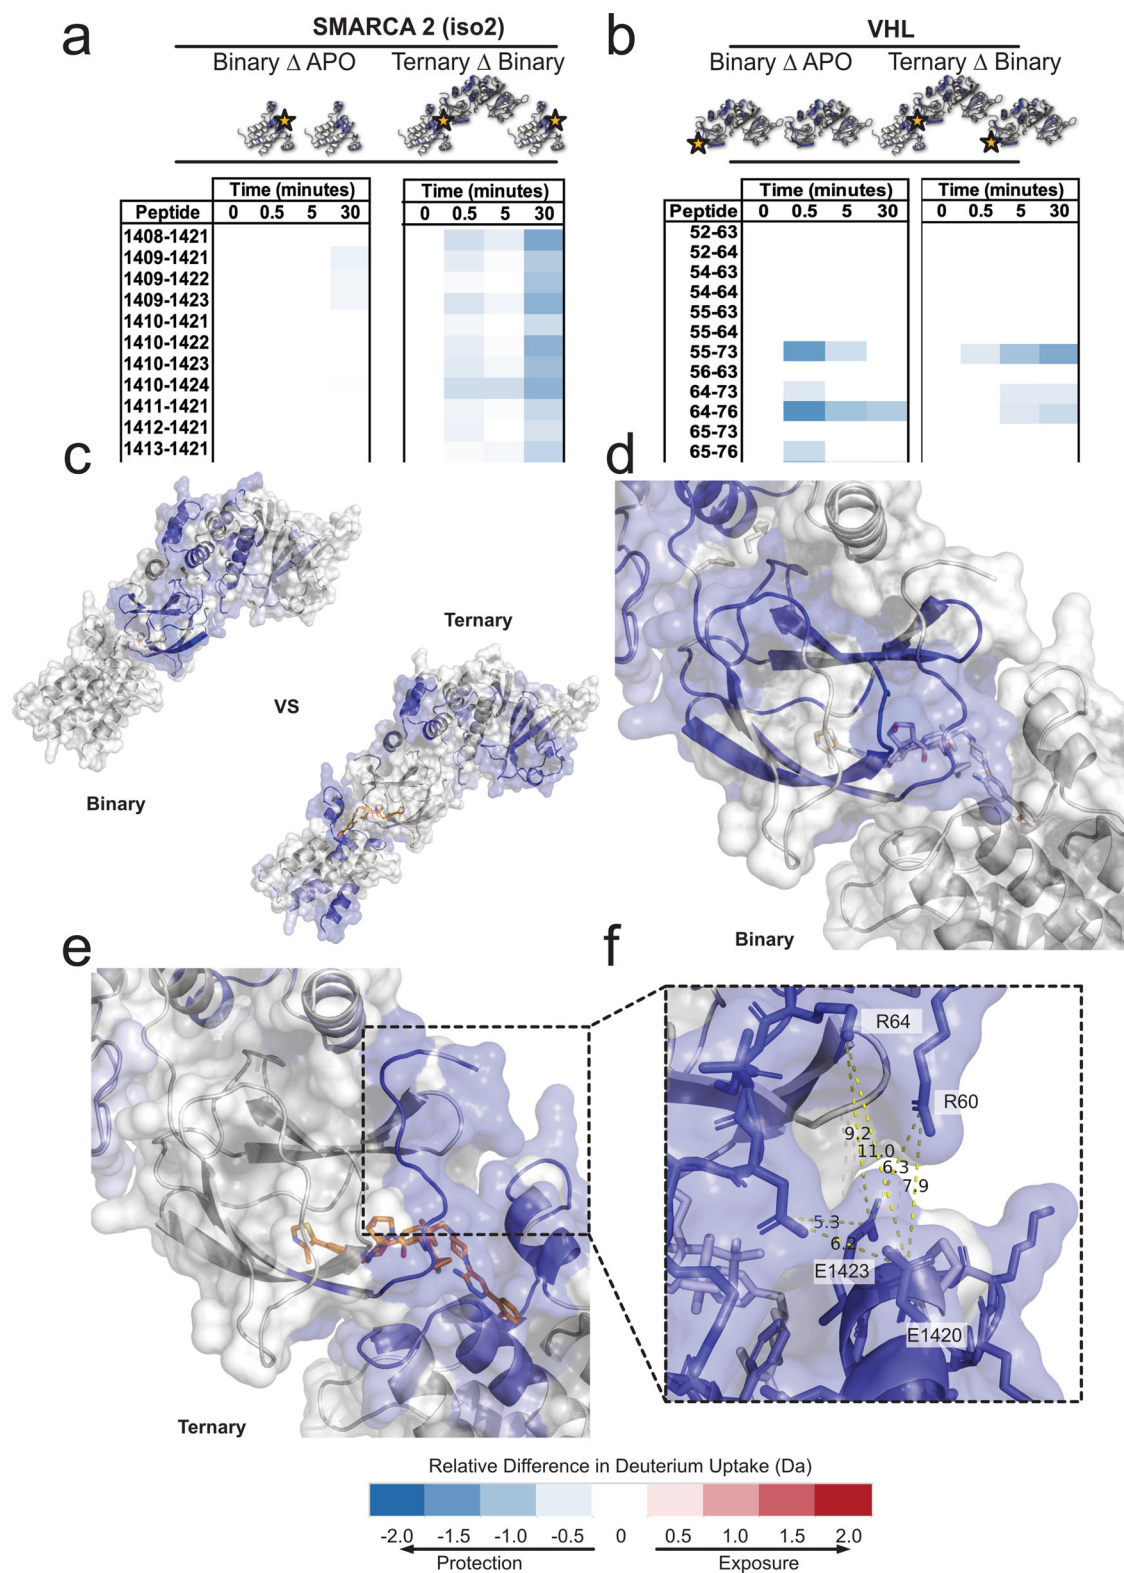 a
SMARCA 2 (iso2)
Binary Δ APO Ternary Δ Binary
Time (minutes) Time (minutes)
Peptide 0 0.5 5 30 0 0.5 5 30
1408-1421
1409-1421
1409-1422
1409-1423
1410-1421
1410-1422
1410-1423
1410-1424
1411-1421
1412-1421
1413-1421
b
VHL
Binary Δ APO Ternary Δ Binary
Time (minutes) Time (minutes)
Peptide 0 0.5 5 30 0 5 30
52-63
52-64
54-63
54-64
55-63
55-64
55-73
56-63
64-73
64-76
65-73
65-76
c
Ternary
VS
Binary
d
Binary
e
Ternary
f
R64
R60
9.2
11.0
6.3
7.9
5.3
6.2
E1423
E1420
Relative Difference in Deuterium Uptake (Da)
-2.0 -1.5 -1.0 -0.5 0 0.5 1.0 1.5 2.0
Protection Exposure